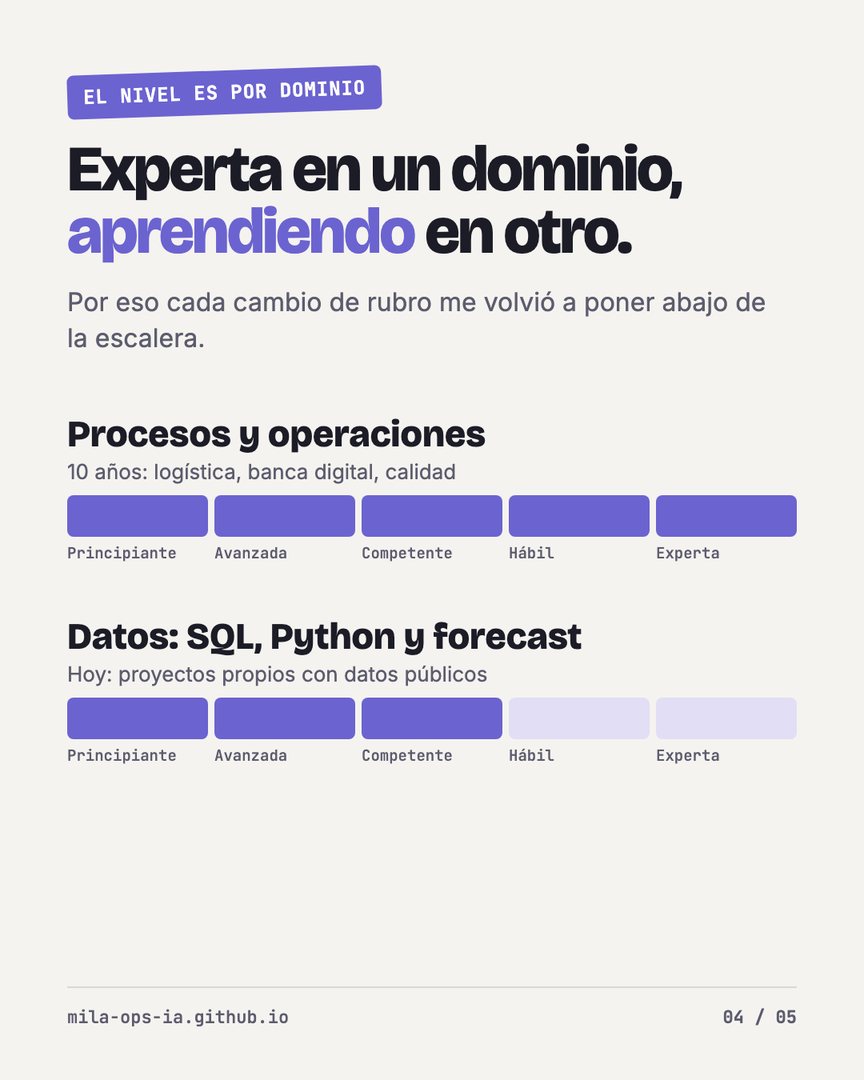 EL NIVEL ES POR DOMINIO
Experta en un dominio,
aprendiendo en otro.
Por eso cada cambio de rubro me volvió a poner abajo de
la escalera.
Procesos y operaciones
10 años: logística, banca digital, calidad
Principiante Avanzada Competente Hábil Experta
Datos: SQL, Python y forecast
Hoy: proyectos propios con datos públicos
Principiante Avanzada Competente Hábil Experta
mila-ops-ia.github.io 04 / 05